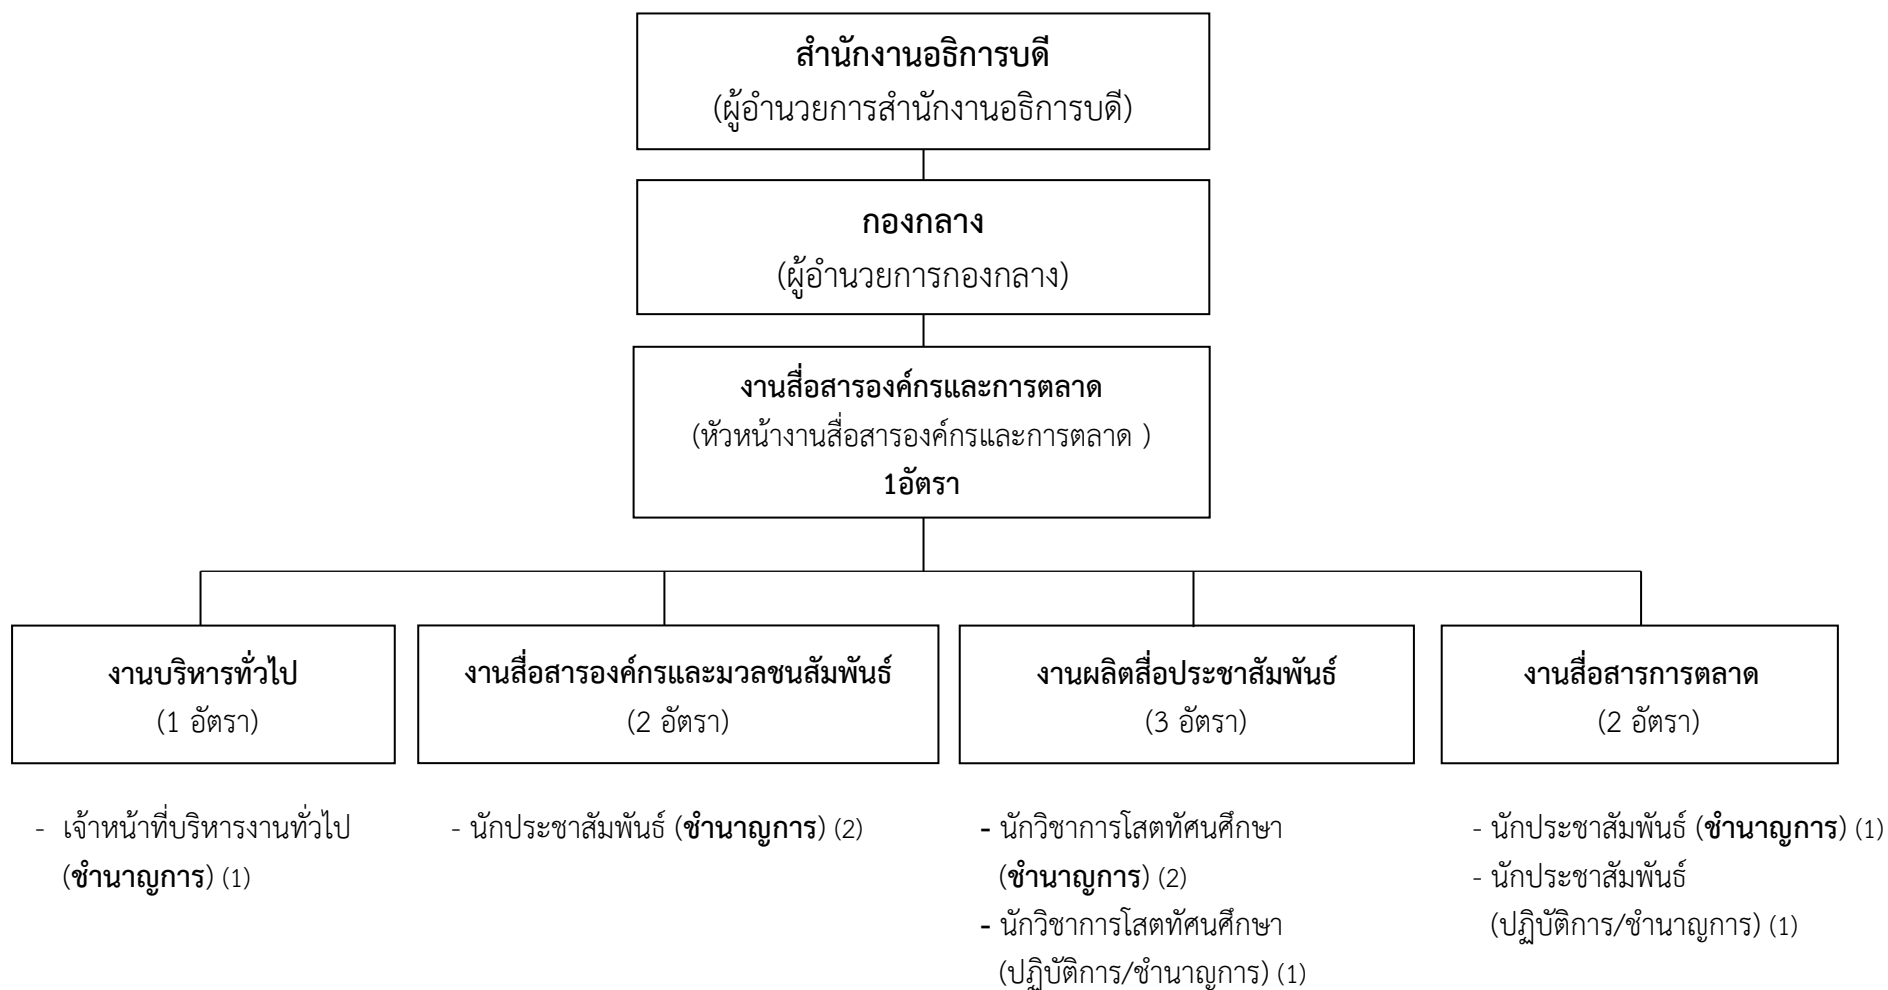 สำนักงานอธิการบดี
(ผู้อำนวยการสำนักงานอธิการบดี)
กองกลาง
(ผู้อำนวยการกองกลาง)
งานสื่อสารองค์กรและการตลาด
(หัวหน้างานสื่อสารองค์กรและการตลาด )
1อัตรา
งานบริหารทั่วไป
(1 อัตรา)
- เจ้าหน้าที่บริหารงานทั่วไป
(ชำนาญการ) (1)
งานสื่อสารองค์กรและมวลชนสัมพันธ์
(2 อัตรา)
- นักประชาสัมพันธ์ (ชำนาญการ) (2)
งานผลิตสื่อประชาสัมพันธ์
(3 อัตรา)
- นักวิชาการโสตทัศนศึกษา
(ชำนาญการ) (2)
- นักวิชาการโสตทัศนศึกษา
(ปฏิบัติการ/ชำนาญการ) (1)
งานสื่อสารการตลาด
(2 อัตรา)
- นักประชาสัมพันธ์ (ชำนาญการ) (1)
- นักประชาสัมพันธ์
(ปฏิบัติการ/ชำนาญการ) (1)